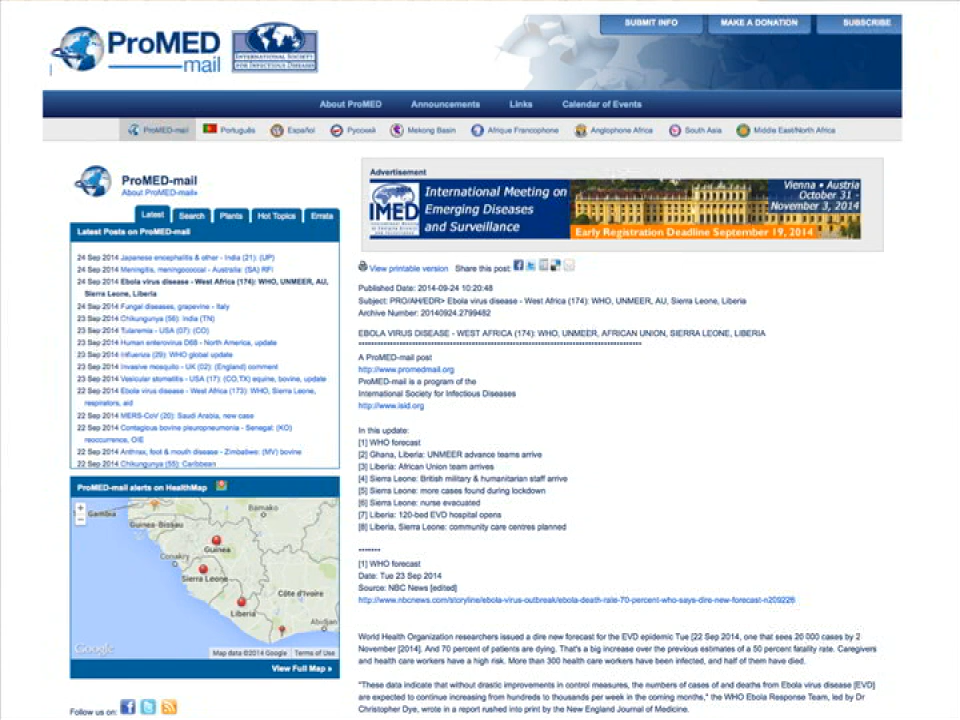 SUBMIT INFO
MAKE A DONATION
SUBSCRIBE
ProMED
mail
INTERNATIONAL SOCIETY
FOR INFECTIOUS DISEASES
About ProMED
Announcements
Links
Calendar of Events
ProMED-mail
Português
Español
Русский
Mekong Basin
Afrique Francophone
Anglophone Africa
South Asia
Middle East/North Africa
ProMED-mail
About ProMED-mail»
Latest
Search
Plants
Hot Topics
Errata
Latest Posts on ProMED-mail
24 Sep 2014 Japanese encephalitis & other - India (21): (UP)
24 Sep 2014 Meningitis, meningococcal - Australia: (SA) RFI
24 Sep 2014 Ebola virus disease - West Africa (174): WHO, UNMEER, AU,
Sierra Leone, Liberia
24 Sep 2014 Fungal diseases, grapevine - Italy
23 Sep 2014 Chikungunya (56): India (TN)
23 Sep 2014 Tularemia - USA (07): (CO)
23 Sep 2014 Human enterovirus D68 - North America, update
23 Sep 2014 Influenza (29): WHO global update
23 Sep 2014 Invasive mosquito - UK (02): (England) comment
23 Sep 2014 Vesicular stomatitis - USA (17): (CO,TX) equine, bovine, update
22 Sep 2014 Ebola virus disease - West Africa (173): WHO, Sierra Leone,
respirators, aid
22 Sep 2014 MERS-CoV (20): Saudi Arabia, new case
22 Sep 2014 Contagious bovine pleuropneumonia - Senegal: (KO)
reoccurrence, OIE
22 Sep 2014 Anthrax, foot & mouth disease - Zimbabwe: (MV) bovine
22 Sep 2014 Chikungunya (55): Caribbean
ProMED-mail alerts on HealthMap
Gambia
Bamako
Guinea-Bissau
Guinea
Conakry
Sierra Leone
Côte d'Ivoire
Liberia
Abidjan
Google
Map data ©2014 Google
Terms of Use
View Full Map »
Follow us on:
Advertisement
IMED
International Meeting on
Emerging Diseases
and Surveillance
Vienna • Austria
October 31 -
November 3, 2014
Early Registration Deadline September 19, 2014
View printable version
Share this post:
Published Date: 2014-09-24 10:20:48
Subject: PRO/AH/EDR> Ebola virus disease - West Africa (174): WHO, UNMEER, AU, Sierra Leone, Liberia
Archive Number: 20140924.2799482
EBOLA VIRUS DISEASE - WEST AFRICA (174): WHO, UNMEER, AFRICAN UNION, SIERRA LEONE, LIBERIA
A ProMED-mail post
http://www.promedmail.org
ProMED-mail is a program of the
International Society for Infectious Diseases
http://www.isid.org
In this update:
[1] WHO forecast
[2] Ghana, Liberia: UNMEER advance teams arrive
[3] Liberia: African Union team arrives
[4] Sierra Leone: British military & humanitarian staff arrive
[5] Sierra Leone: more cases found during lockdown
[6] Sierra Leone: nurse evacuated
[7] Liberia: 120-bed EVD hospital opens
[8] Liberia, Sierra Leone: community care centres planned
[1] WHO forecast
Date: Tue 23 Sep 2014
Source: NBC News [edited]
http://www.nbcnews.com/storyline/ebola-virus-outbreak/ebola-death-rate-70-percent-who-says-dire-new-forecast-n209226
World Health Organization researchers issued a dire new forecast for the EVD epidemic Tue [22 Sep 2014, one that sees 20 000 cases by 2
November [2014]. And 70 percent of patients are dying. That's a big increase over the previous estimates of a 50 percent fatality rate. Caregivers
and health care workers have a high risk. More than 300 health care workers have been infected, and half of them have died.
"These data indicate that without drastic improvements in control measures, the numbers of cases of and deaths from Ebola virus disease [EVD]
are expected to continue increasing from hundreds to thousands per week in the coming months," the WHO Ebola Response Team, led by Dr
Christopher Dye, wrote in a report rushed into print by the New England Journal of Medicine.